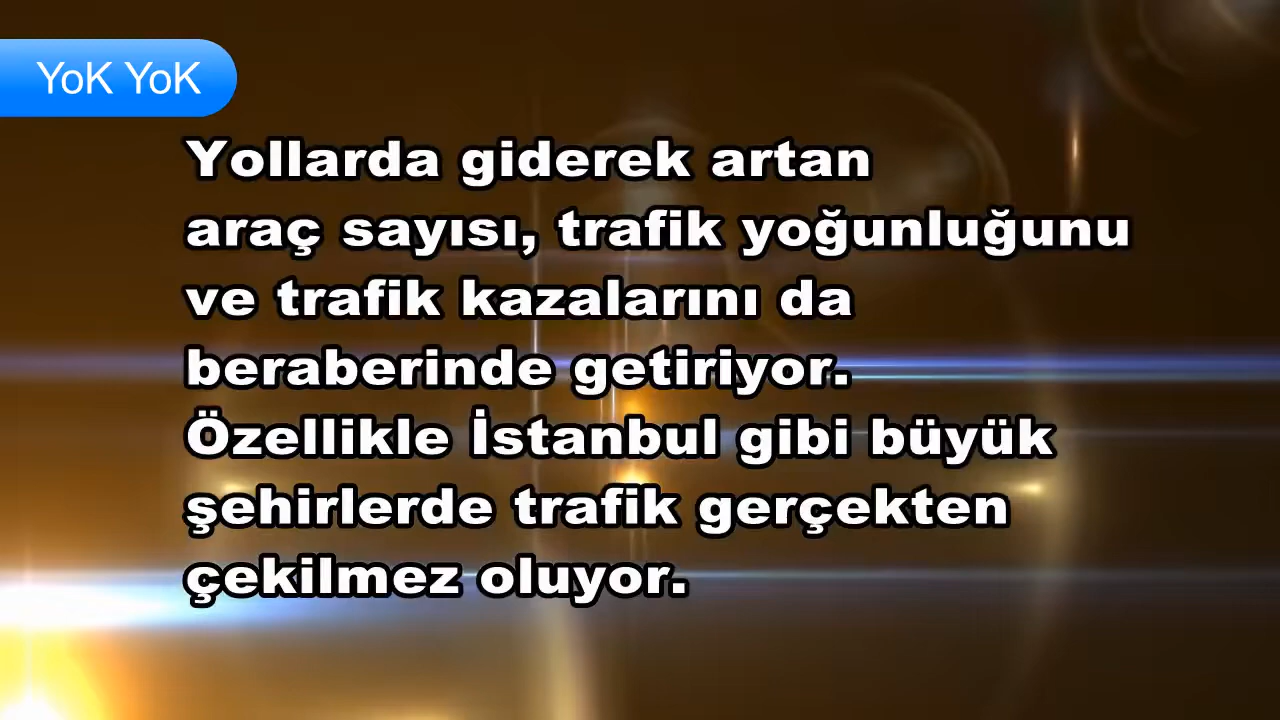 YoK YoK
Yollarda giderek artan
araç sayısı, trafik yoğunluğunu
ve trafik kazalarını da
beraberinde getiriyor.
Özellikle İstanbul gibi büyük
şehirlerde trafik gerçekten
çekilmez oluyor.